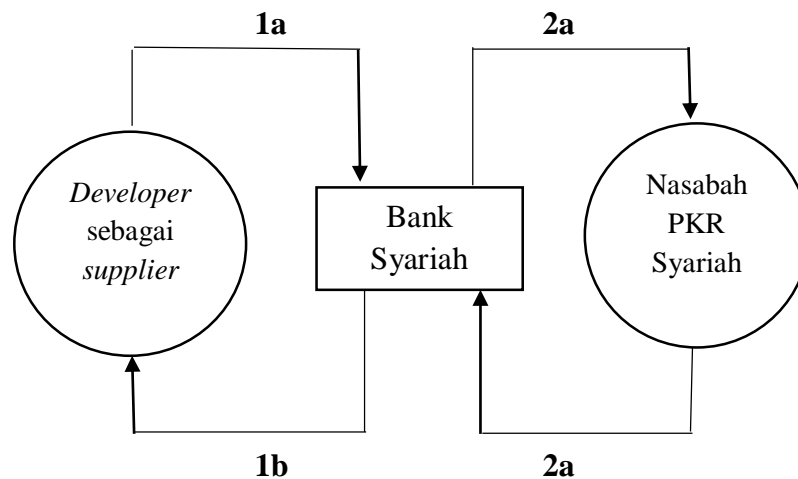 1a
2a
Developer
sebagai
supplier
Bank
Syariah
Nasabah
PKR
Syariah
1b
2a